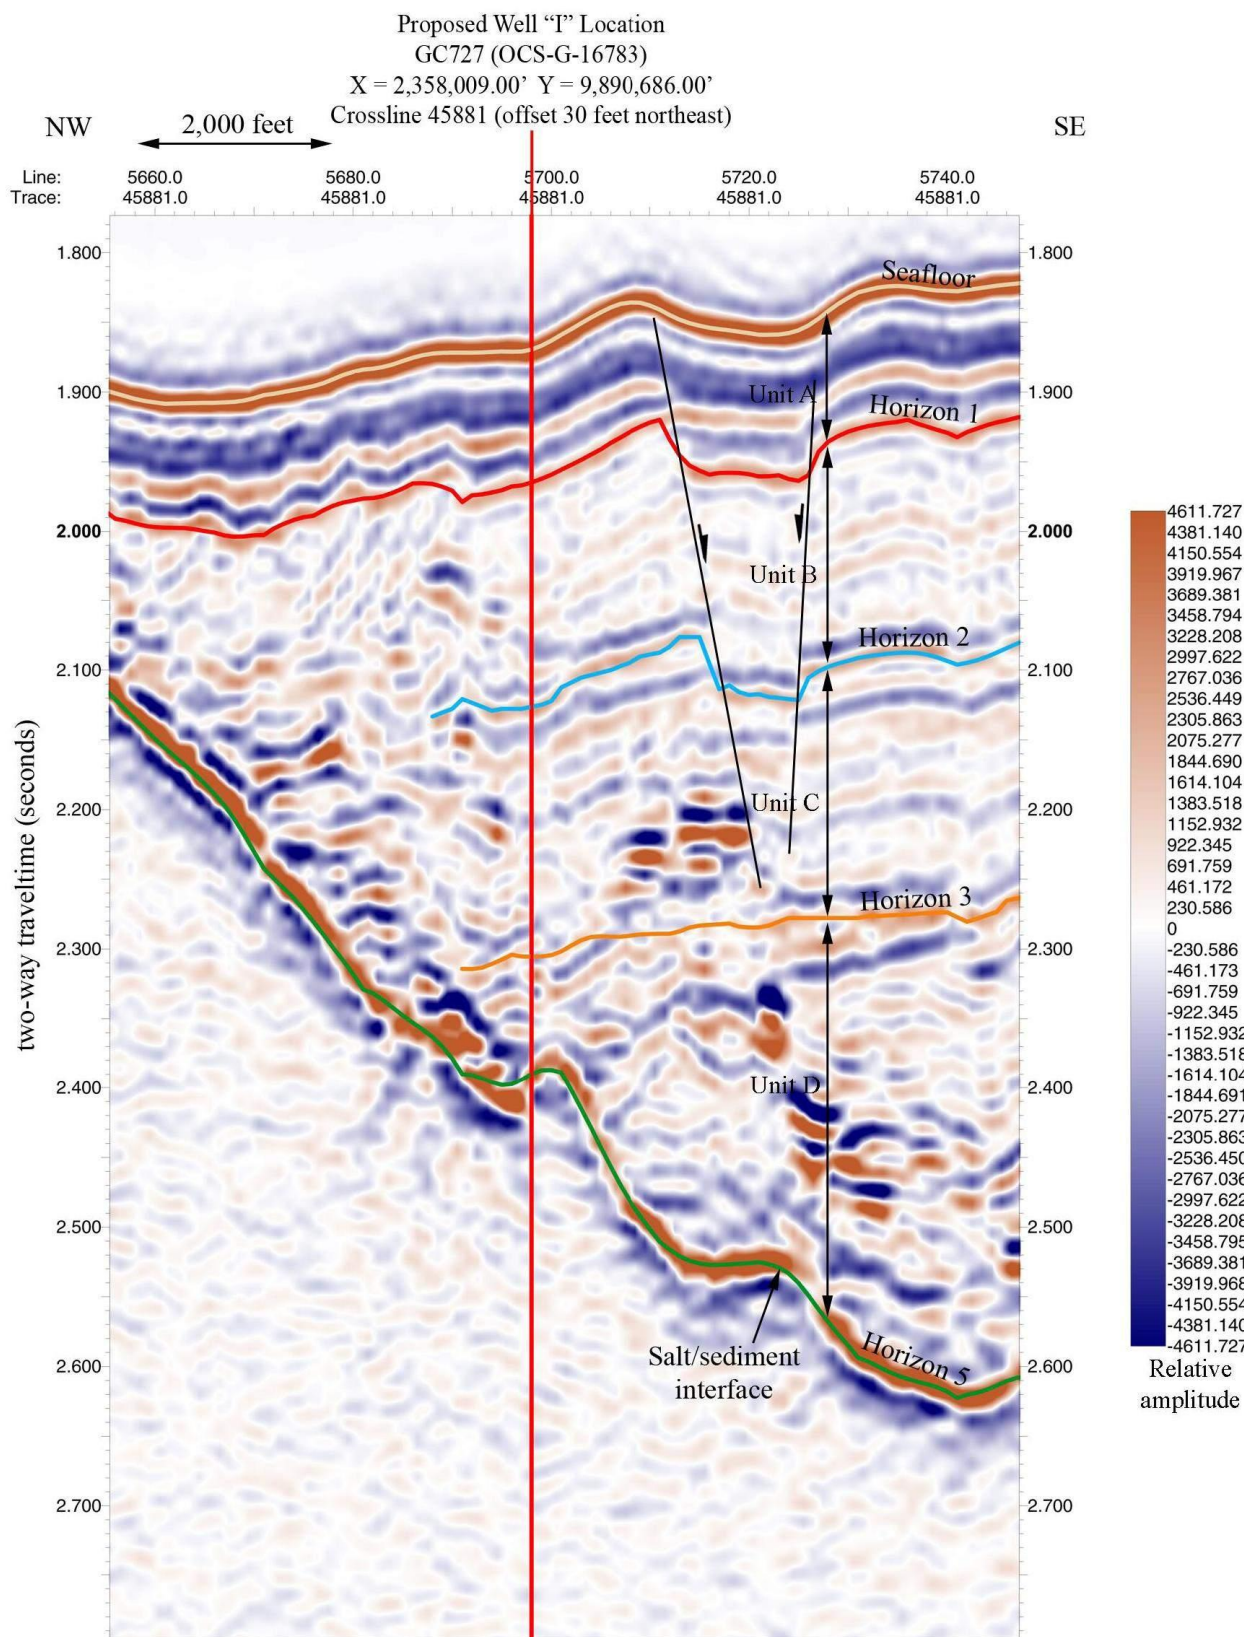 Proposed Well “I” Location
GC727 (OCS-G-16783)
X = 2,358,009.00’ Y = 9,890,686.00’
Crossline 45881 (offset 30 feet northeast)
NW
2,000 feet
SE
Line: 5660.0 5680.0 5700.0 5720.0 5740.0
Trace: 45881.0 45881.0 45881.0 45881.0 45881.0
1.800 1.800
Seafloor
1.900 1.900
Unit A
Horizon 1
2.000 2.000
Unit B
Horizon 2
2.100 2.100
Unit C
2.200 2.200
Horizon 3
2.300 2.300
2.400 2.400
Unit D
2.500 2.500
Salt/sediment
interface
Horizon 5
2.600 2.600
2.700 2.700
two-way traveltime (seconds)
4611.727
4381.140
4150.554
3919.967
3689.381
3458.794
3228.208
2997.622
2767.036
2536.449
2305.863
2075.277
1844.690
1614.104
1383.518
1152.932
922.345
691.759
461.172
230.586
0
-230.586
-461.173
-691.759
-922.345
-1152.932
-1383.518
-1614.104
-1844.691
-2075.277
-2305.863
-2536.450
-2767.036
-2997.622
-3228.208
-3458.795
-3689.381
-3919.968
-4150.554
-4381.140
-4611.727
Relative
amplitude